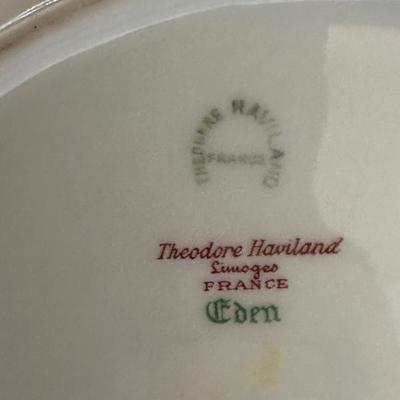 THEODORE HAVILAND
FRANCE
Theodore Haviland
Limoges
FRANCE
Eden